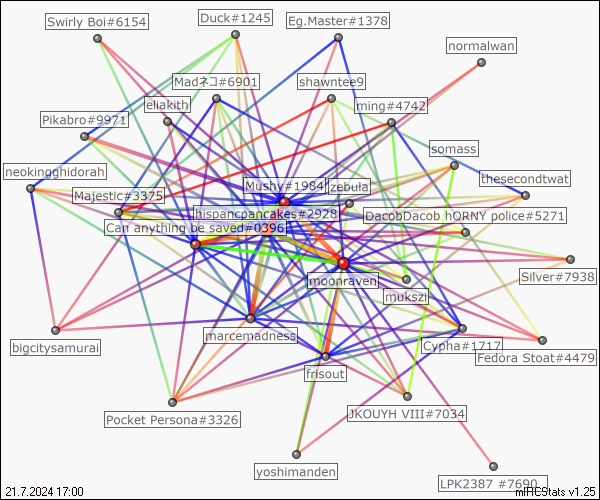 Swirly Boi#6154
Duck#1245
Eg.Master#1378
normalwan
Madネコ#6901
shawntee9
eliakith
ming#4742
Pikabro#9971
somass
neokingghidorah
Majestic#3375
Mushy#1984
zebula
thesecondtwat
hispancpancakes#2928
DacobDacob hORNY police#5271
Can anything be saved#0396
moonraven
Silver#7938
mukszi
marcemadness
bigcitysamurai
Cypha#1717
Fedora Stoat#4479
frisout
Pocket Persona#3326
JKOUYH VIII#7034
yoshimanden
LPK2387 #7690
21.7.2024 17:00
mIRCStats v1.25